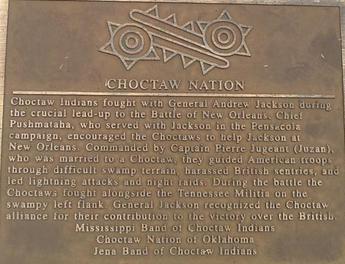 CHOCTAW NATION
Choctaw Indians fought with General Andrew Jackson during
the crucial lead-up to the Battle of New Orleans. Chief
Pushmataha, who served with Jackson in the Pensacola
campaign, encouraged the Choctaws to help Jackson at
New Orleans. Commanded by Captain Pierre Jugeant (Juzan),
who was married to a Choctaw, they guided American troops
through difficult swamp terrain, harassed British sentries, and
led lightning attacks and night raids. During the battle the
Choctaws fought alongside the Tennessee Militia on the
swampy left flank. General Jackson recognized the Choctaw
alliance for their contribution to the victory over the British.
Mississippi Band of Choctaw Indians
Choctaw Nation of Oklahoma
Jena Band of Choctaw Indians